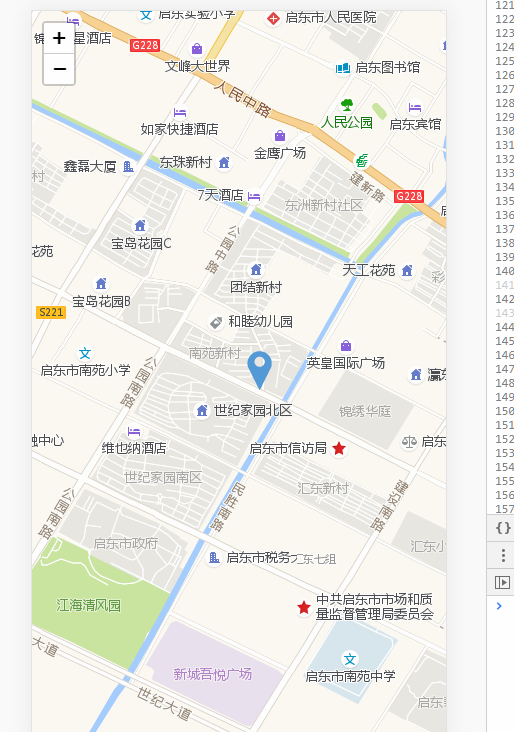 启东实验小学
启东市人民医院
锦
星酒店
+
−
G228
文峰大世界
启东图书馆
人民中路
人民公园
启东宾馆
如家快捷酒店
金鹰广场
东珠新村
鑫磊大厦
村
建新路
7天酒店
G228
东洲新村社区
公园中路
宝岛花园C
花苑
天工花苑
团结新村
宝岛花园B
S221
和睦幼儿园
南苑新村
启东市南苑小学
英皇国际广场
公园南路
世纪家园北区
锦绣华庭
融中心
维也纳酒店
启东市信访局
启东
世纪家园南区
汇东新村
民胜南路
建设南路
公园南路
启东市政府
汇东小
启东市税务
汇东七组
江海清风园
中共启东市市场和质
量监督管理局委员会
大道
新城吾悦广场
启东市南苑中学
世纪大道
启东
121
122
123
124
125
126
127
128
129
130
131
132
133
134
135
136
137
138
139
140
141
142
143
144
145
146
147
148
149
150
151
152
153
154
155
156
157
{}